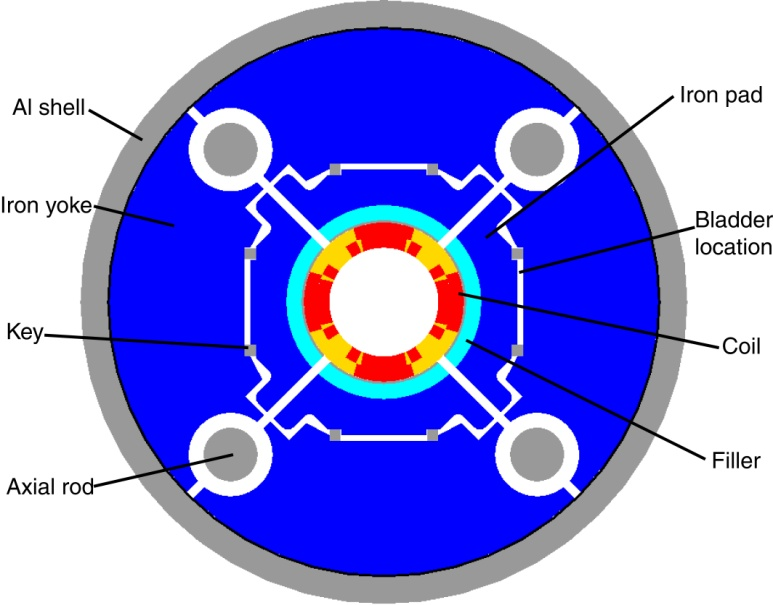 Al shell
Iron pad
Iron yoke
Bladder
location
Key
Coil
Filler
Axial rod